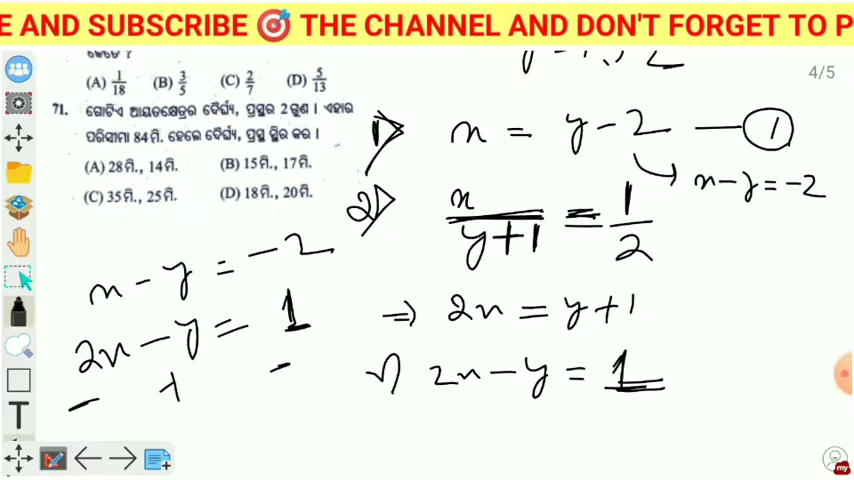 E AND SUBSCRIBE 🎯 THE CHANNEL AND DON'T FORGET TO P
4/5
(A) 1/18 (B) 3/5 (C) 2/7 (D) 5/13
71. ଗୋଟିଏ ଆୟତକ୍ଷେତ୍ରର ଦୈର୍ଘ୍ୟ, ପ୍ରସ୍ଥର 2 ଗୁଣ । ଏହାର
ପରିସୀମା 84 ମି. ହେଲେ ଦୈର୍ଘ୍ୟ, ପ୍ରସ୍ଥ ସ୍ଥିର କର ।
(A) 28 ମି., 14 ମି. (B) 15 ମି., 17 ମି.
(C) 35 ମି., 25 ମି. (D) 18 ମି., 20 ମି.
1) x = y - 2 — 1
x - y = -2
2) x/y+1 = 1/2
⇒ 2x = y + 1
2x - y = 1
x - y = -2
2x - y = 1
- + -
T
my